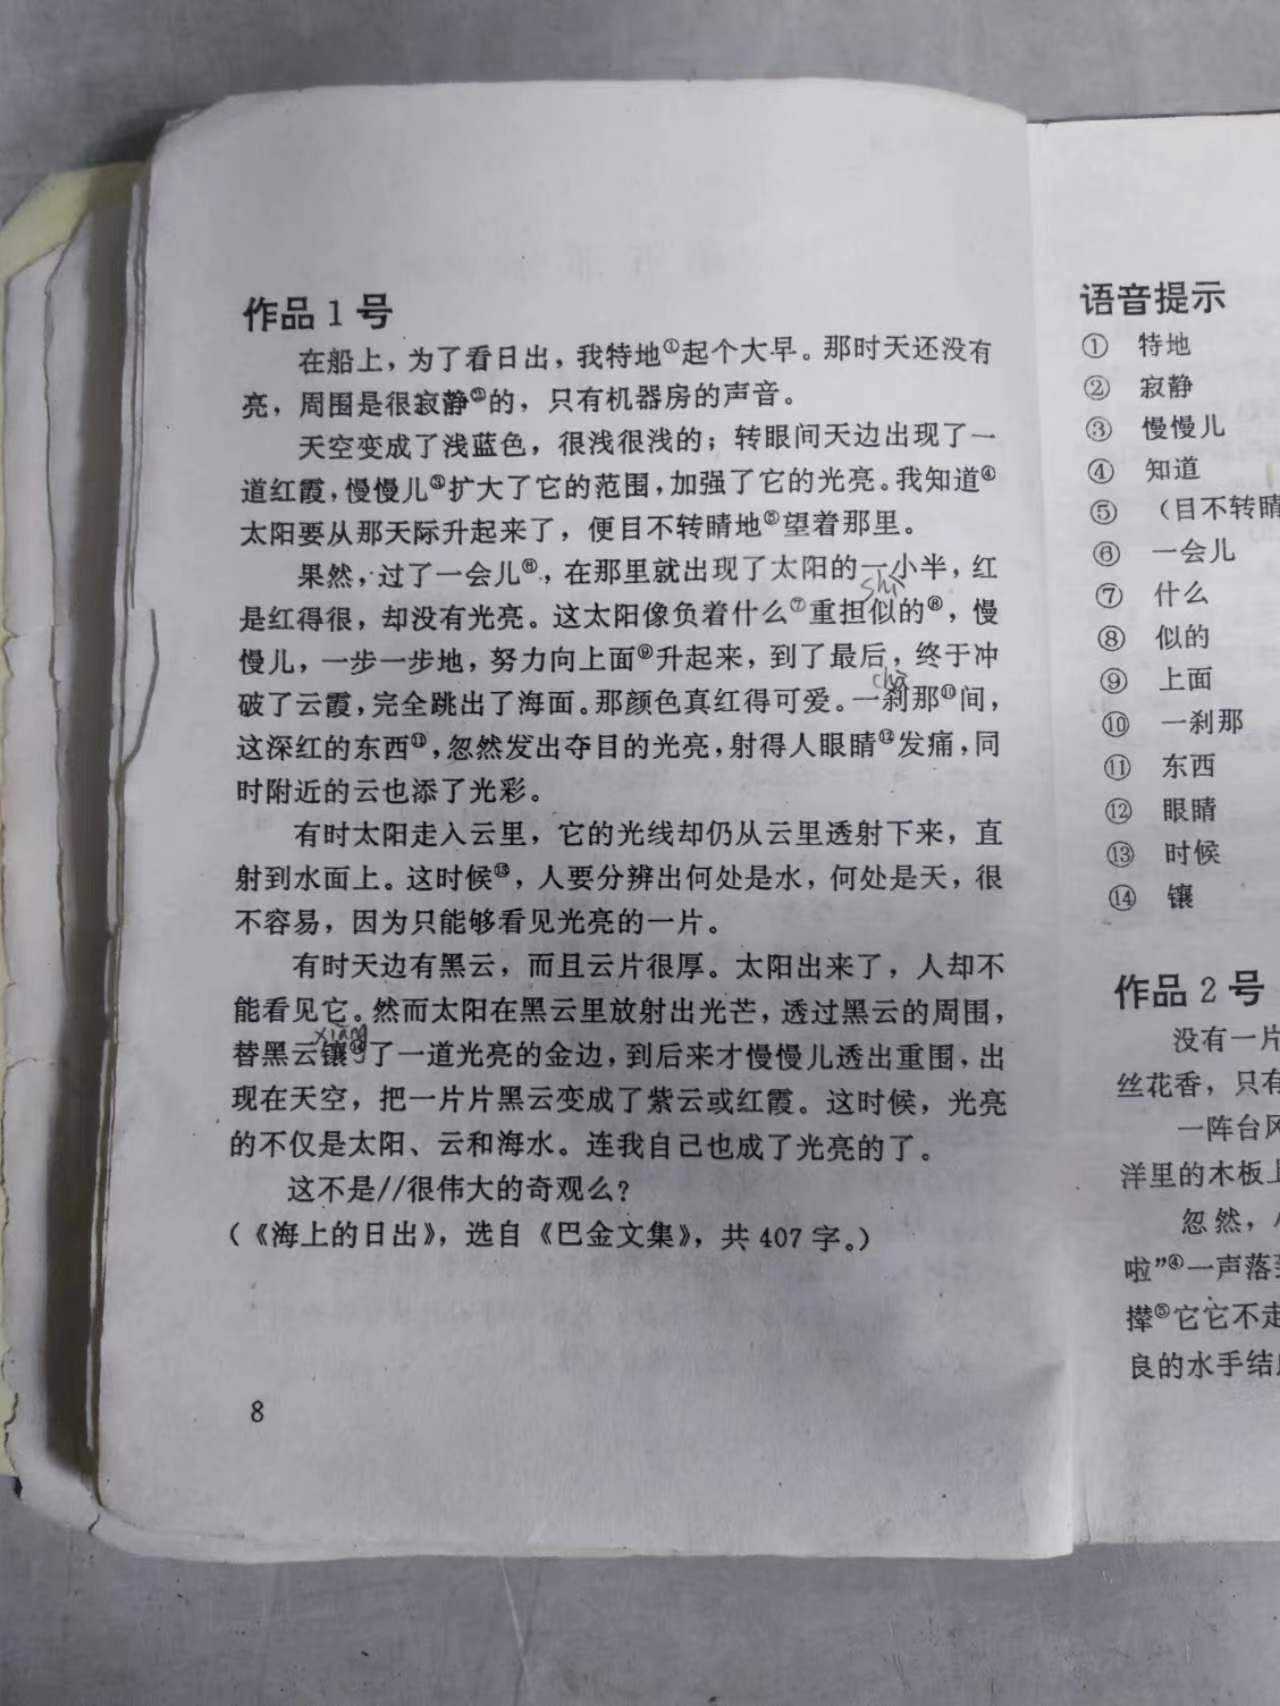 作品 1 号
在船上，为了看日出，我特地①起个大早。那时天还没有
亮，周围是很寂静②的，只有机器房的声音。
天空变成了浅蓝色，很浅很浅的；转眼间天边出现了一
道红霞，慢慢儿③扩大了它的范围，加强了它的光亮。我知道④
太阳要从那天际升起来了，便目不转睛地⑤望着那里。
果然，过了一会儿⑥，在那里就出现了太阳的一小半，红
shì
是红得很，却没有光亮。这太阳像负着什么⑦重担似的⑧，慢
慢儿，一步一步地，努力向上面⑨升起来，到了最后，终于冲
chà
破了云霞，完全跳出了海面。那颜色真红得可爱。一刹那⑩间，
这深红的东西⑪，忽然发出夺目的光亮，射得人眼睛⑫发痛，同
时附近的云也添了光彩。
有时太阳走入云里，它的光线却仍从云里透射下来，直
射到水面上。这时候⑬，人要分辨出何处是水，何处是天，很
不容易，因为只能够看见光亮的一片。
有时天边有黑云，而且云片很厚。太阳出来了，人却不
能看见它。然而太阳在黑云里放射出光芒，透过黑云的周围，
xiāng
替黑云镶⑭了一道光亮的金边，到后来才慢慢儿透出重围，出
现在天空，把一片片黑云变成了紫云或红霞。这时候，光亮
的不仅是太阳、云和海水。连我自己也成了光亮的了。
这不是//很伟大的奇观么？
（《海上的日出》，选自《巴金文集》，共 407 字。）
8
语音提示
① 特地
② 寂静
③ 慢慢儿
④ 知道
⑤ （目不转睛
⑥ 一会儿
⑦ 什么
⑧ 似的
⑨ 上面
⑩ 一刹那
⑪ 东西
⑫ 眼睛
⑬ 时候
⑭ 镶
作品 2 号
没有一片
丝花香，只有
一阵台风
洋里的木板上
忽然，
啦”④一声落到
撵⑤它它不走
良的水手结